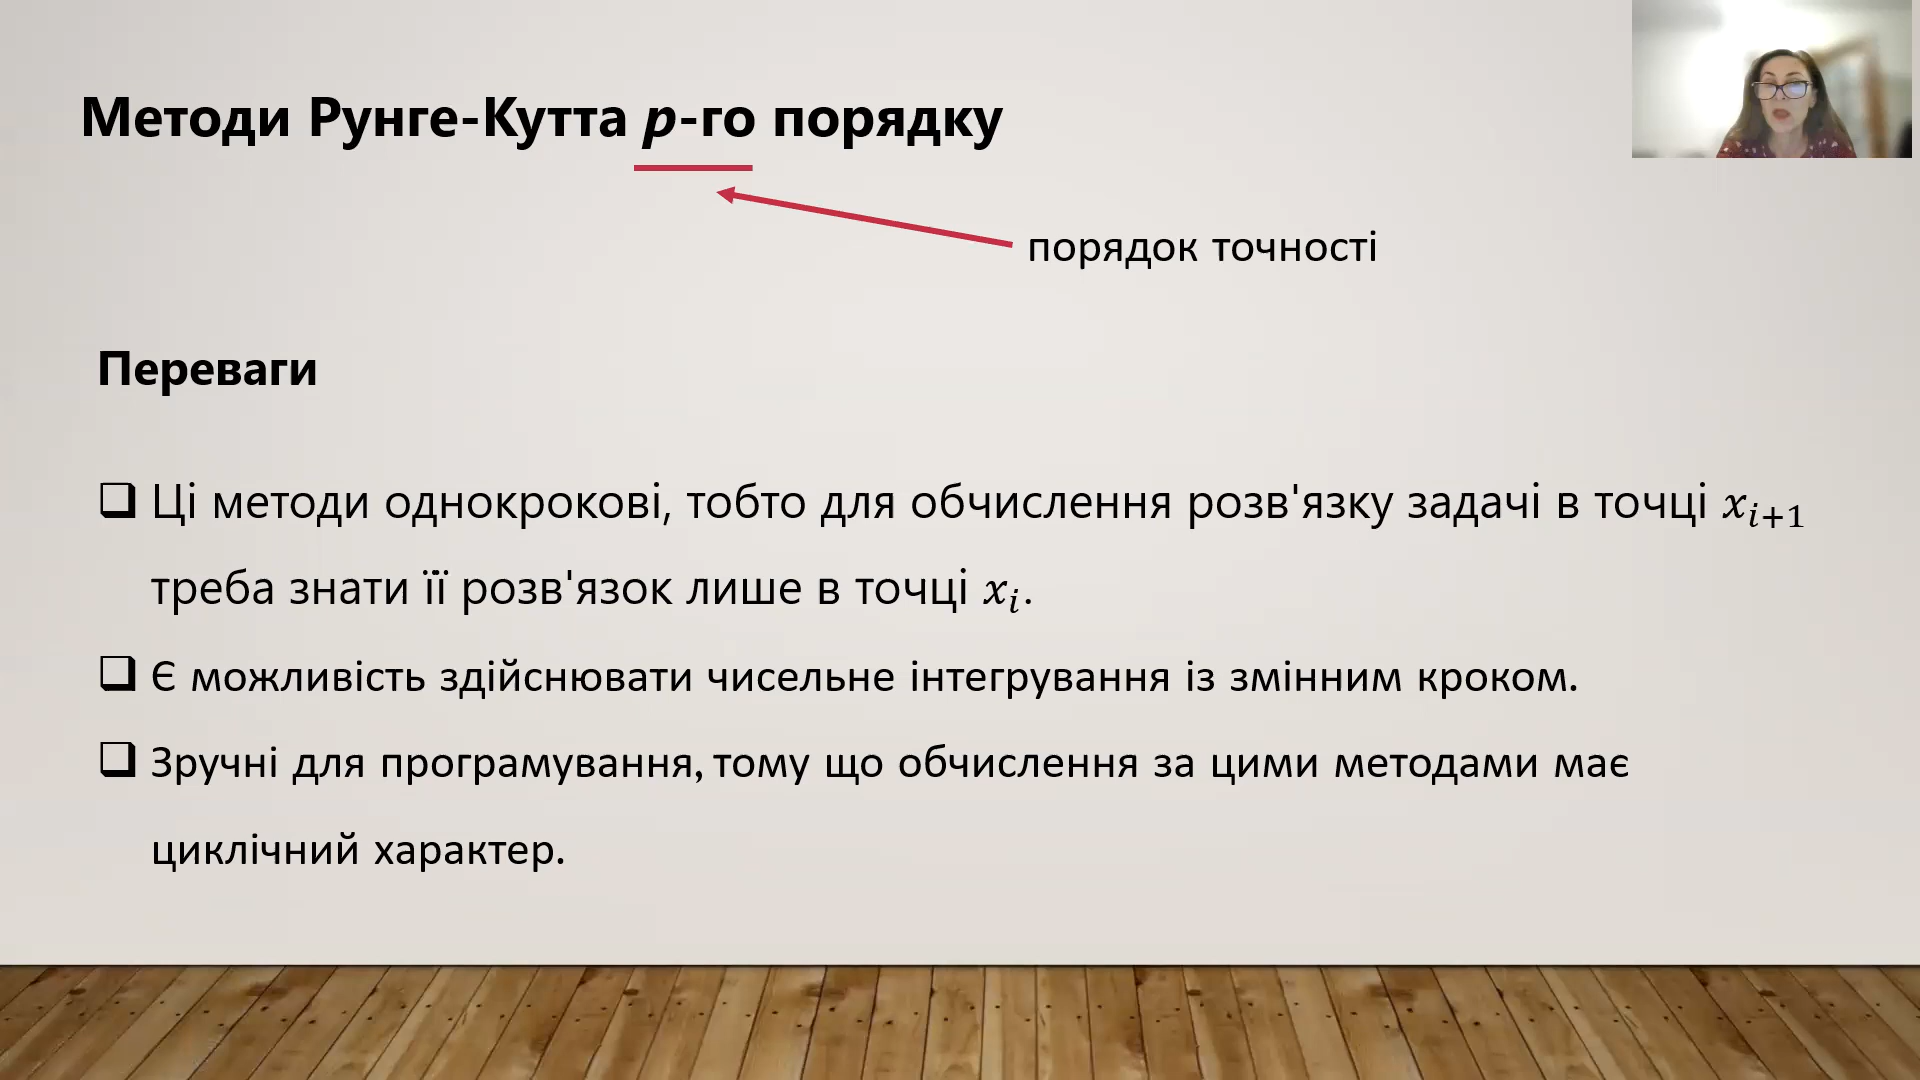 Методи Рунге-Кутта p-го порядку
порядок точності
Переваги
❑ Ці методи однокрокові, тобто для обчислення розв'язку задачі в точці xᵢ₊₁
треба знати її розв'язок лише в точці xᵢ.
❑ Є можливість здійснювати чисельне інтегрування із змінним кроком.
❑ Зручні для програмування, тому що обчислення за цими методами має
циклічний характер.